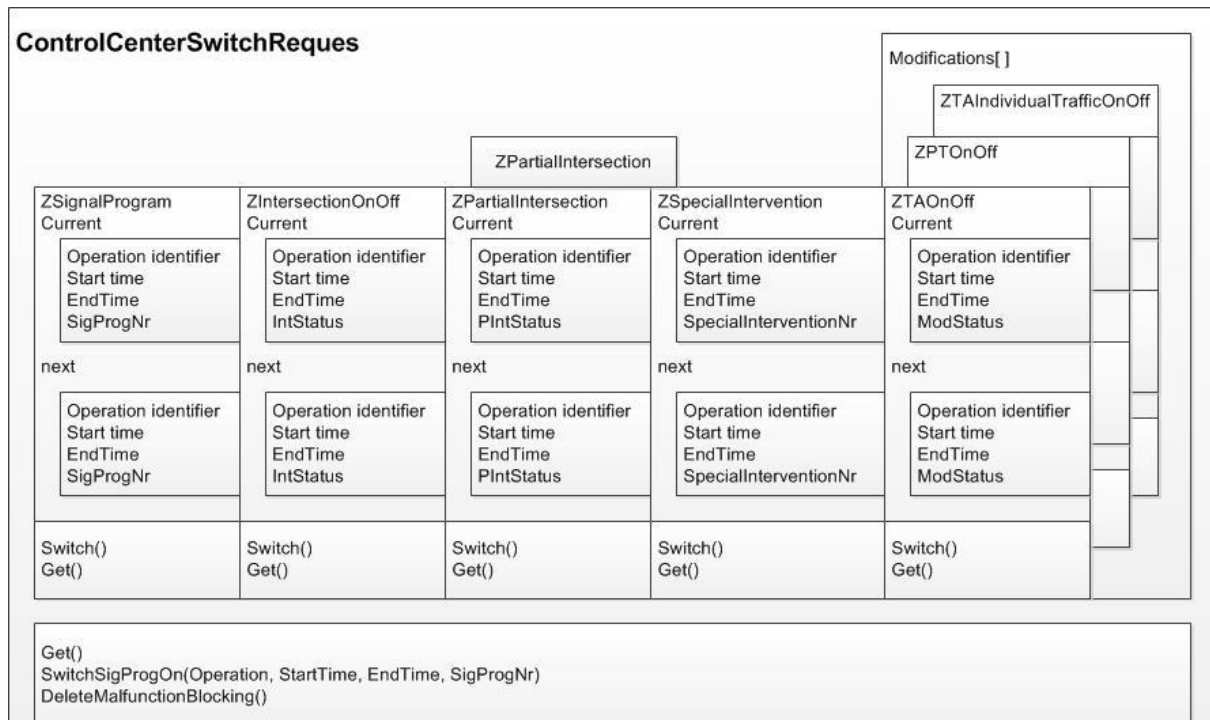 ControlCenterSwitchReques
Modifications[ ]
ZTAIndividualTrafficOnOff
ZPTOnOff
ZPartialIntersection
ZSignalProgram
Current
Operation identifier
Start time
EndTime
SigProgNr
next
Operation identifier
Start time
EndTime
SigProgNr
Switch()
Get()
ZIntersectionOnOff
Current
Operation identifier
Start time
EndTime
IntStatus
next
Operation identifier
Start time
EndTime
IntStatus
Switch()
Get()
ZPartialIntersection
Current
Operation identifier
Start time
EndTime
PIntStatus
next
Operation identifier
Start time
EndTime
PIntStatus
Switch()
Get()
ZSpecialIntervention
Current
Operation identifier
Start time
EndTime
SpecialInterventionNr
next
Operation identifier
Start time
EndTime
SpecialInterventionNr
Switch()
Get()
ZTAOnOff
Current
Operation identifier
Start time
EndTime
ModStatus
next
Operation identifier
Start time
EndTime
ModStatus
Switch()
Get()
Get()
SwitchSigProgOn(Operation, StartTime, EndTime, SigProgNr)
DeleteMalfunctionBlocking()